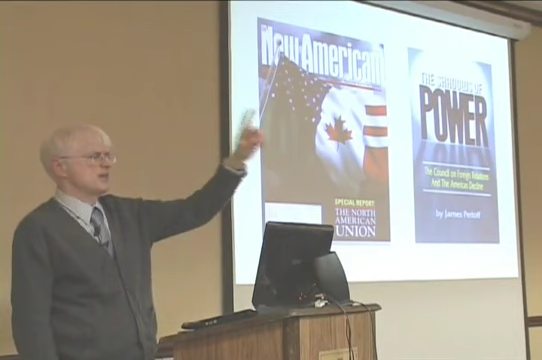 New American
SPECIAL REPORT
THE NORTH
AMERICAN
UNION
THE SHADOWS OF
POWER
The Council on Foreign Relations
And The American Decline
by James Perloff